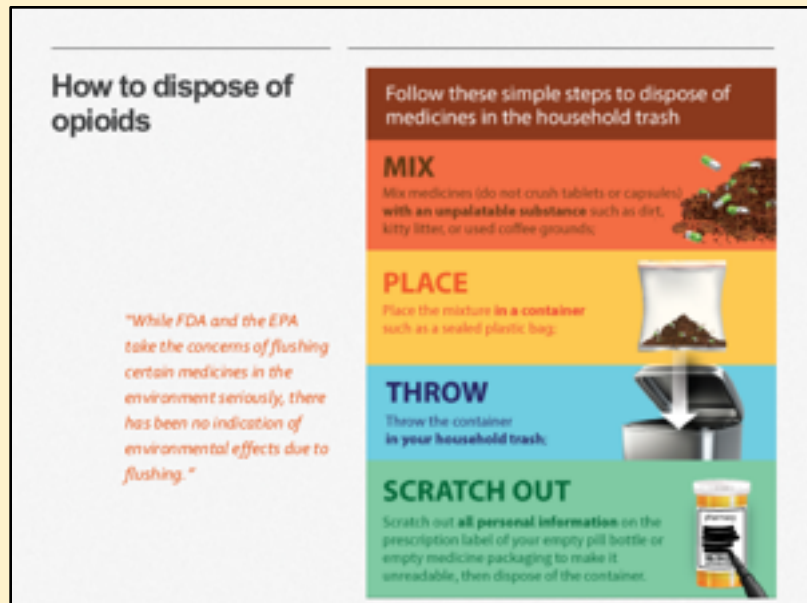 How to dispose of
opioids
"While FDA and the EPA
take the concerns of flushing
certain medicines in the
environment seriously, there
has been no indication of
environmental effects due to
flushing."
Follow these simple steps to dispose of
medicines in the household trash
MIX
Mix medicines (do not crush tablets or capsules)
with an unpalatable substance such as dirt,
kitty litter, or used coffee grounds;
PLACE
Place the mixture in a container
such as a sealed plastic bag;
THROW
Throw the container
in your household trash;
SCRATCH OUT
Scratch out all personal information on the
prescription label of your empty pill bottle or
empty medicine packaging to make it
unreadable, then dispose of the container.